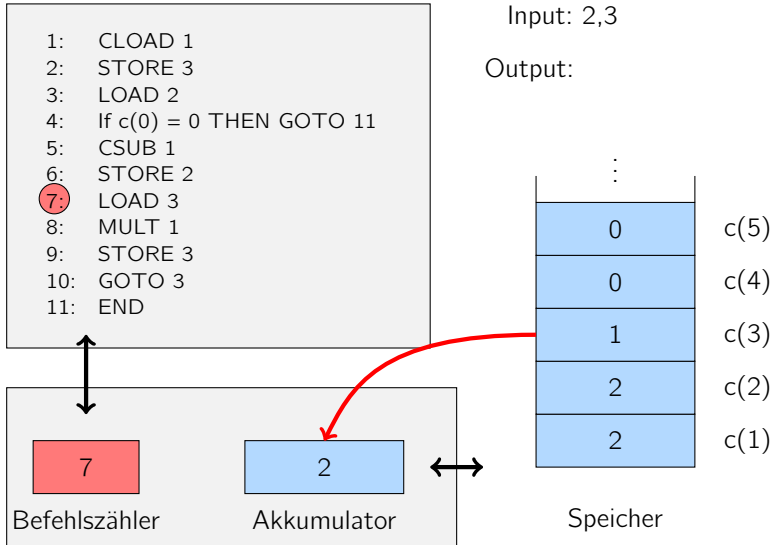 1: CLOAD 1
2: STORE 3
3: LOAD 2
4: If c(0) = 0 THEN GOTO 11
5: CSUB 1
6: STORE 2
7: LOAD 3
8: MULT 1
9: STORE 3
10: GOTO 3
11: END
Input: 2,3
Output:
⋮
0 c(5)
0 c(4)
1 c(3)
2 c(2)
2 c(1)
Speicher
7
Befehlszähler
2
Akkumulator